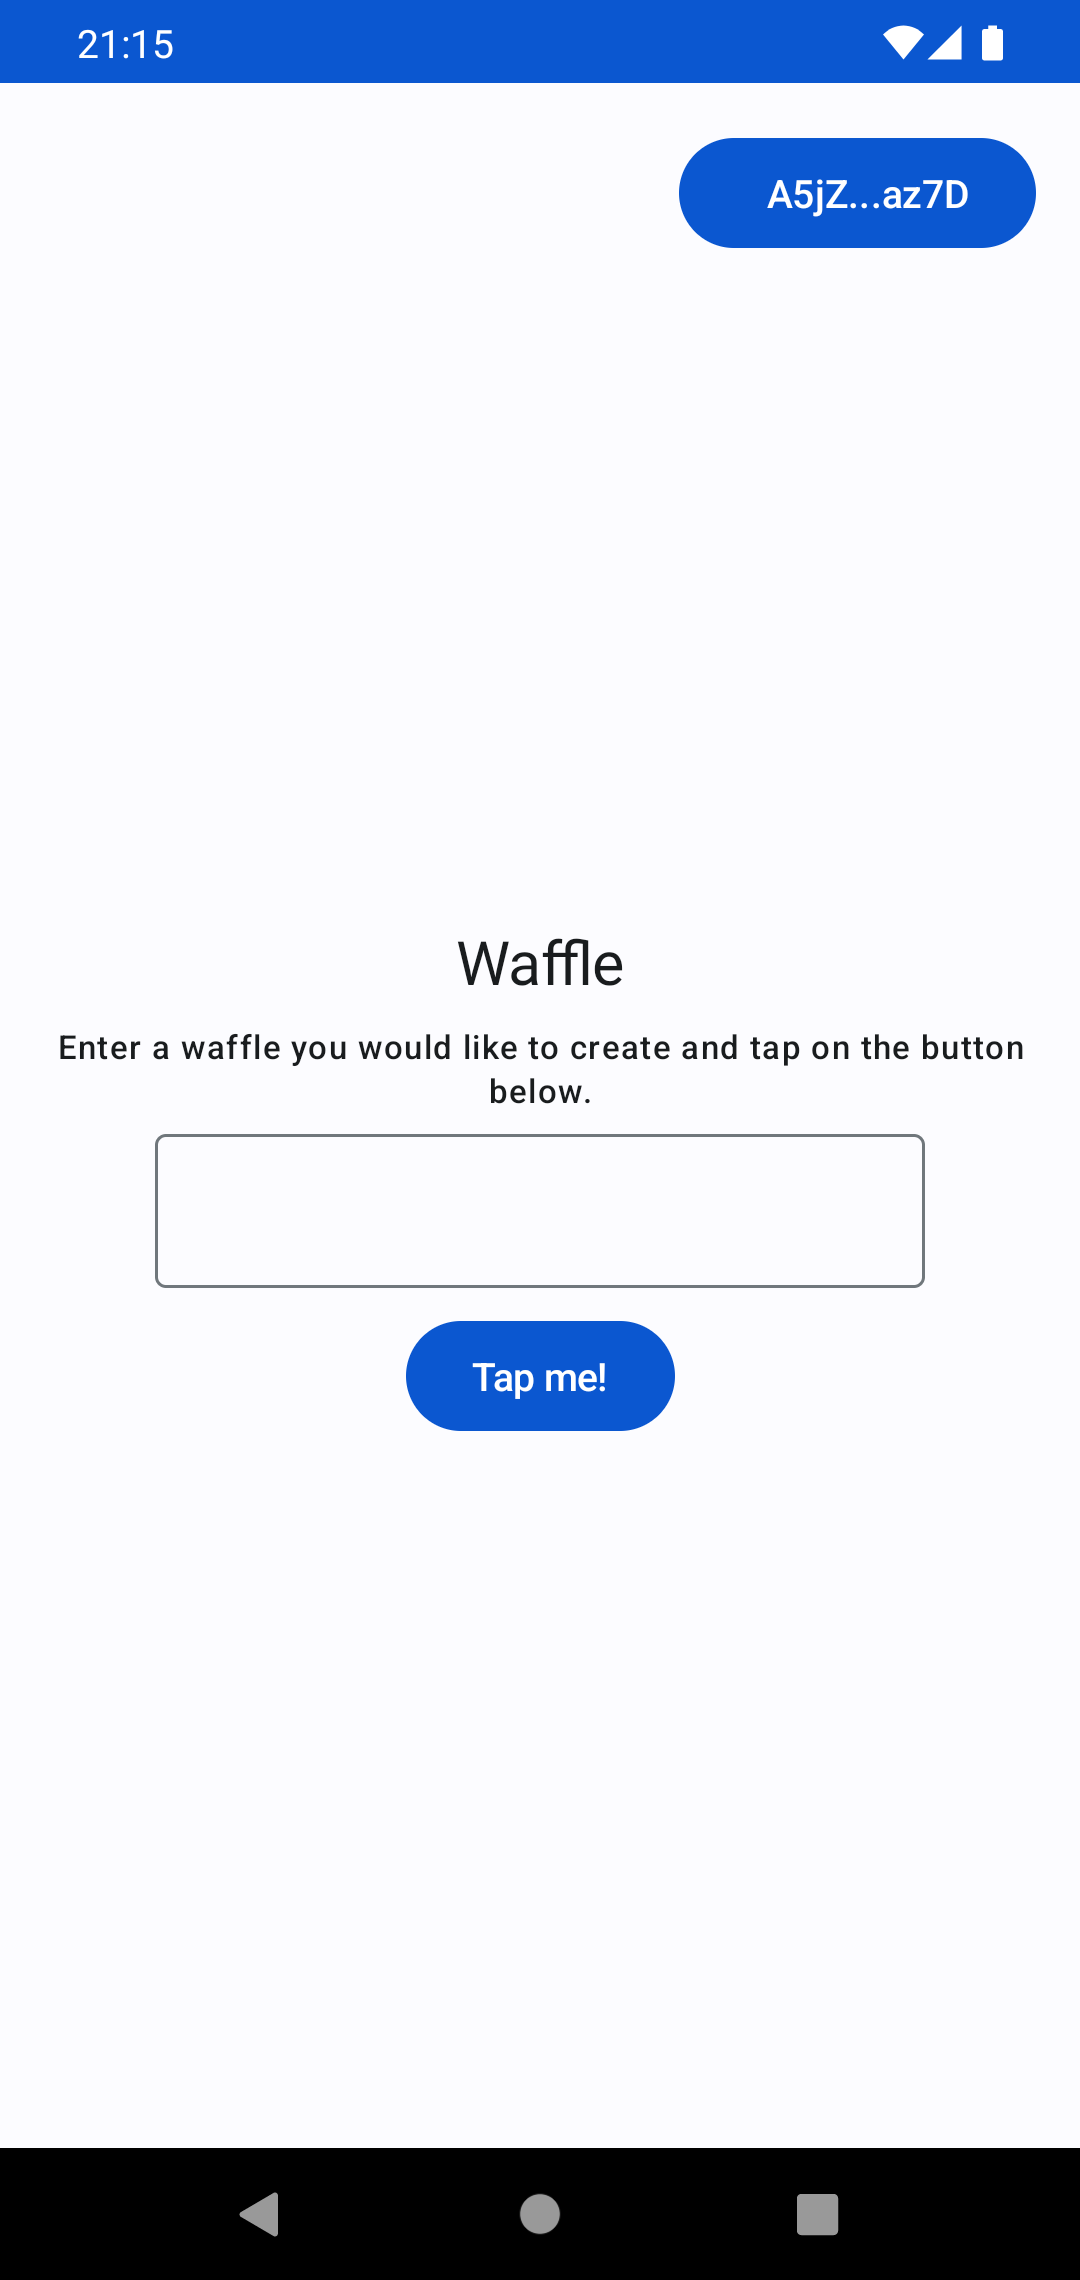 21:15
A5jZ...az7D
Waffle
Enter a waffle you would like to create and tap on the button
below.
Tap me!